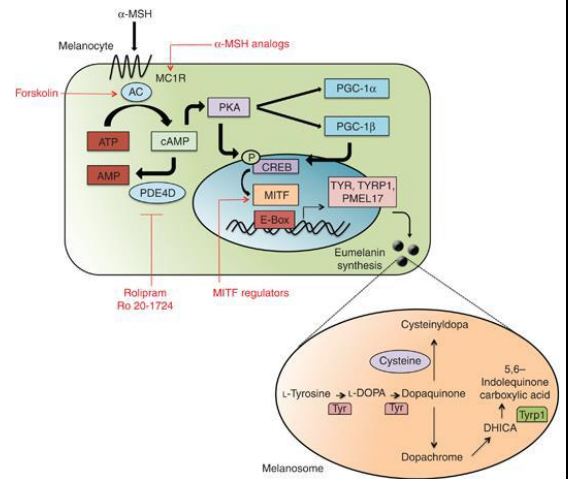 α-MSH
Melanocyte
α-MSH analogs
MC1R
Forskolin
AC
PGC-1α
PKA
ATP
cAMP
PGC-1β
P
CREB
AMP
PDE4D
MITF
TYR, TYRP1,
PMEL17
E-Box
Eumelanin
synthesis
Rolipram
Ro 20-1724
MITF regulators
Cysteinyldopa
Cysteine
5,6–
Indolequinone
carboxylic acid
L-Tyrosine
L-DOPA
Dopaquinone
Tyr
Tyr
Tyrp1
DHICA
Dopachrome
Melanosome